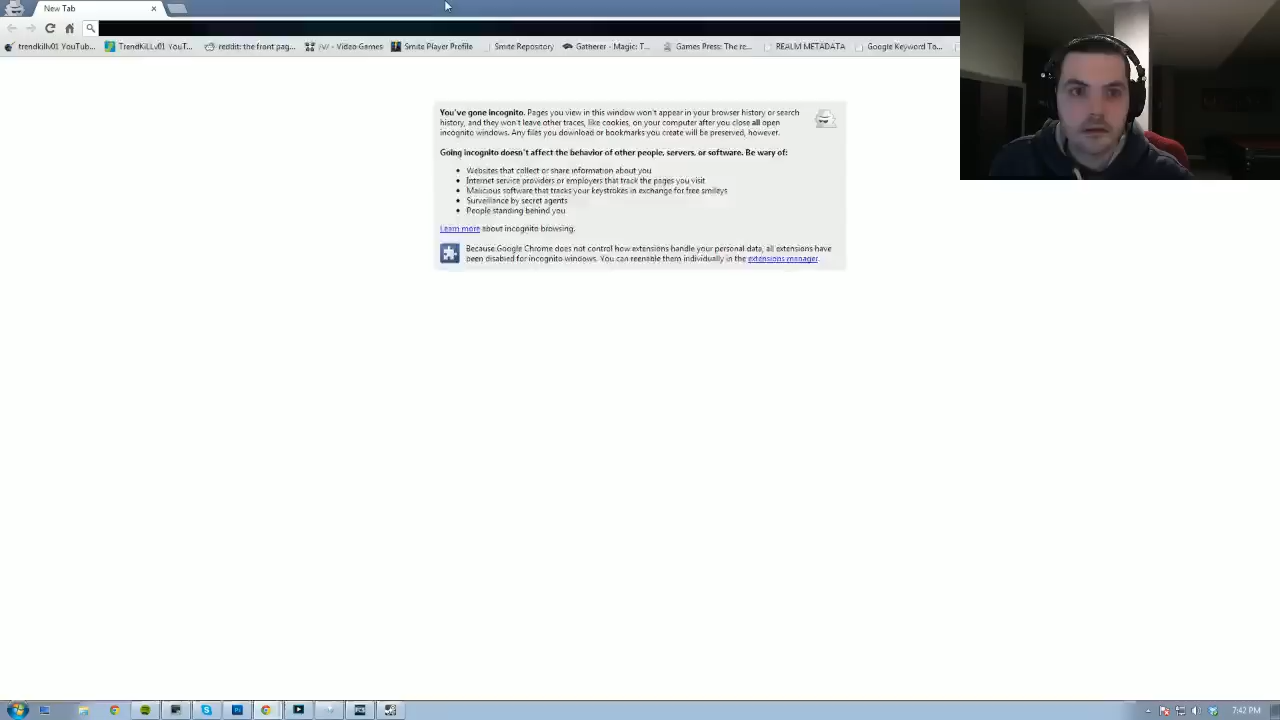 New Tab
trendkillv01 YouTub...
TrendKiLLv01 YouT...
reddit: the front pag...
/v/ - Video Games
Smite Player Profile
Smite Repository
Gatherer - Magic: T...
Games Press: The re...
REALM METADATA
Google Keyword To...
You've gone incognito. Pages you view in this window won't appear in your browser history or search
history, and they won't leave other traces, like cookies, on your computer after you close all open
incognito windows. Any files you download or bookmarks you create will be preserved, however.
Going incognito doesn't affect the behavior of other people, servers, or software. Be wary of:
Websites that collect or share information about you
Internet service providers or employers that track the pages you visit
Malicious software that tracks your keystrokes in exchange for free smileys
Surveillance by secret agents
People standing behind you
Learn more about incognito browsing.
Because Google Chrome does not control how extensions handle your personal data, all extensions have
been disabled for incognito windows. You can reenable them individually in the extensions manager.
7:42 PM